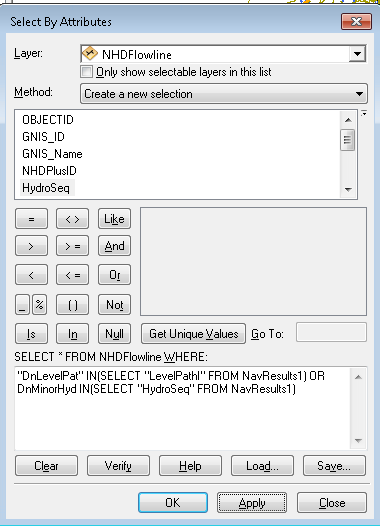 Select By Attributes
Layer:
NHDFlowline
Only show selectable layers in this list
Method:
Create a new selection
OBJECTID
GNIS_ID
GNIS_Name
NHDPlusID
HydroSeq
= < > Like
> > = And
< < = Or
_ % ( ) Not
Is In Null Get Unique Values Go To:
SELECT * FROM NHDFlowline WHERE:
"DnLevelPat" IN(SELECT "LevelPathI" FROM NavResults1) OR
DnMinorHyd IN(SELECT "HydroSeq" FROM NavResults1)
Clear Verify Help Load... Save...
OK Apply Close